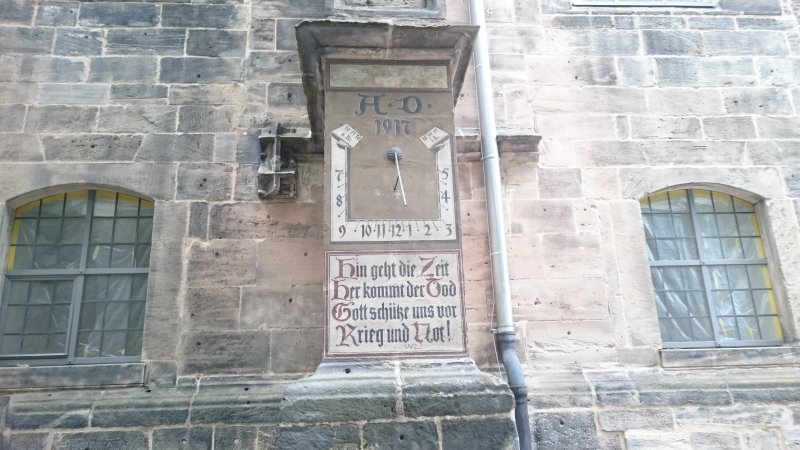 A·D·
1917
7 5
8 4
9 10 11 12 1 2 3
Hin geht die Zeit
Her kommt der Tod
Gott schütze uns vor
Krieg und Not!